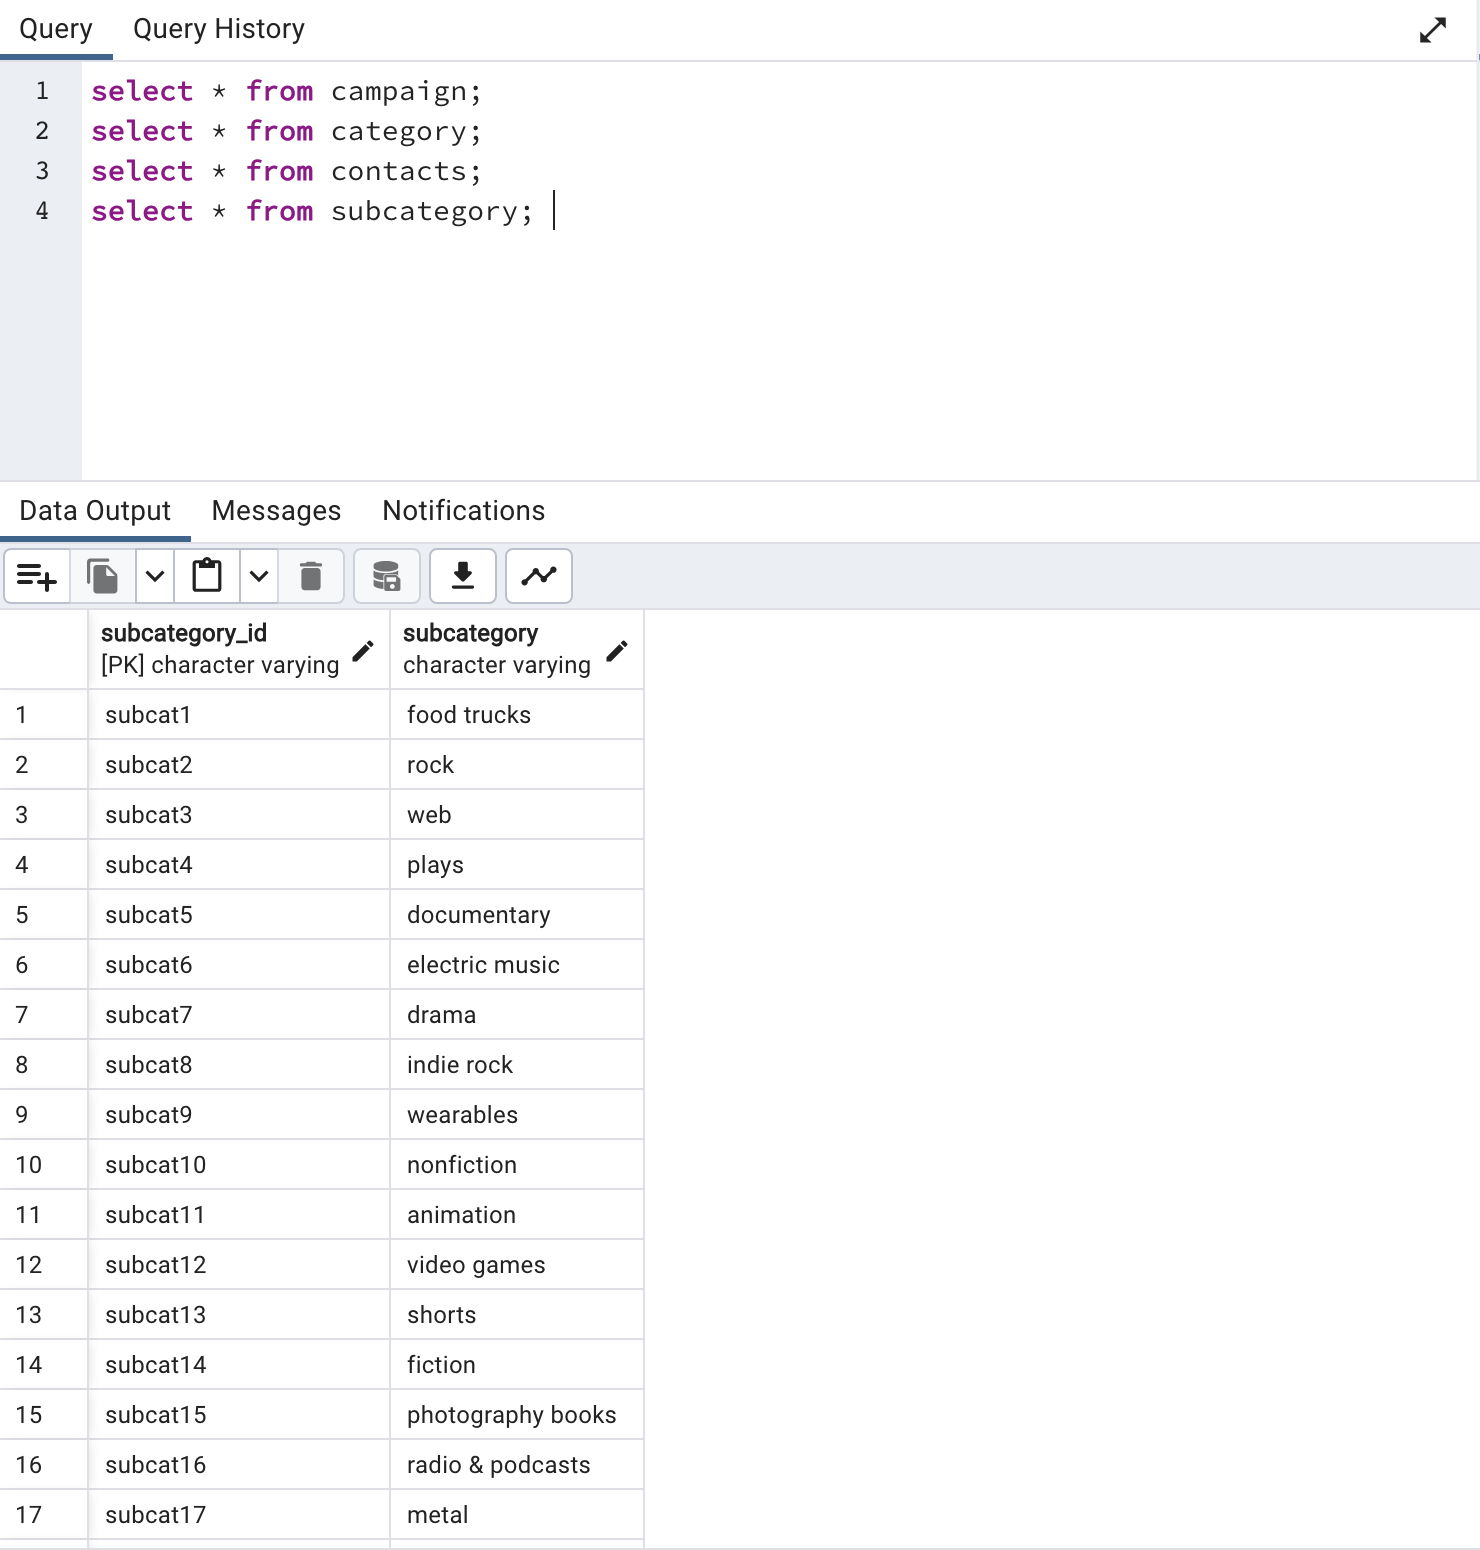 Query Query History
1 select * from campaign;
2 select * from category;
3 select * from contacts;
4 select * from subcategory;
Data Output Messages Notifications
subcategory_id subcategory
[PK] character varying character varying
1 subcat1 food trucks
2 subcat2 rock
3 subcat3 web
4 subcat4 plays
5 subcat5 documentary
6 subcat6 electric music
7 subcat7 drama
8 subcat8 indie rock
9 subcat9 wearables
10 subcat10 nonfiction
11 subcat11 animation
12 subcat12 video games
13 subcat13 shorts
14 subcat14 fiction
15 subcat15 photography books
16 subcat16 radio & podcasts
17 subcat17 metal